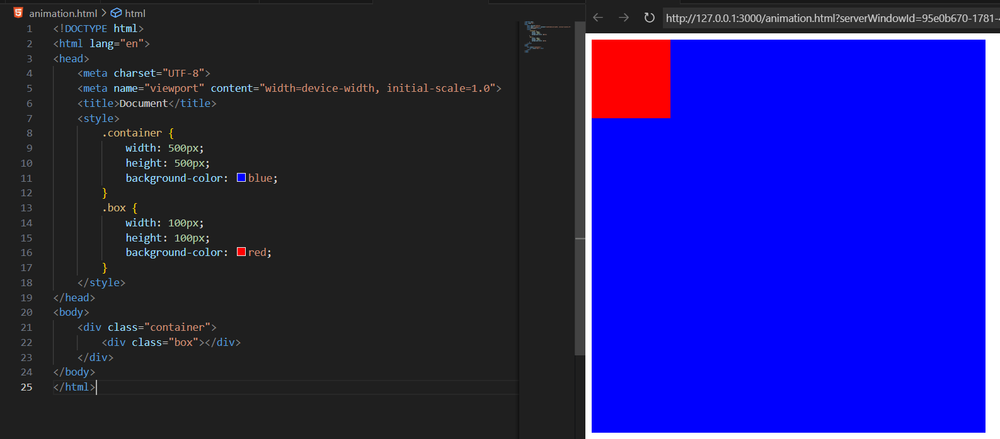 animation.html > html
1 <!DOCTYPE html>
2 <html lang="en">
3 <head>
4     <meta charset="UTF-8">
5     <meta name="viewport" content="width=device-width, initial-scale=1.0">
6     <title>Document</title>
7     <style>
8         .container {
9             width: 500px;
10             height: 500px;
11             background-color: blue;
12         }
13         .box {
14             width: 100px;
15             height: 100px;
16             background-color: red;
17         }
18     </style>
19 </head>
20 <body>
21     <div class="container">
22         <div class="box"></div>
23     </div>
24 </body>
25 </html>
http://127.0.0.1:3000/animation.html?serverWindowId=95e0b670-1781-